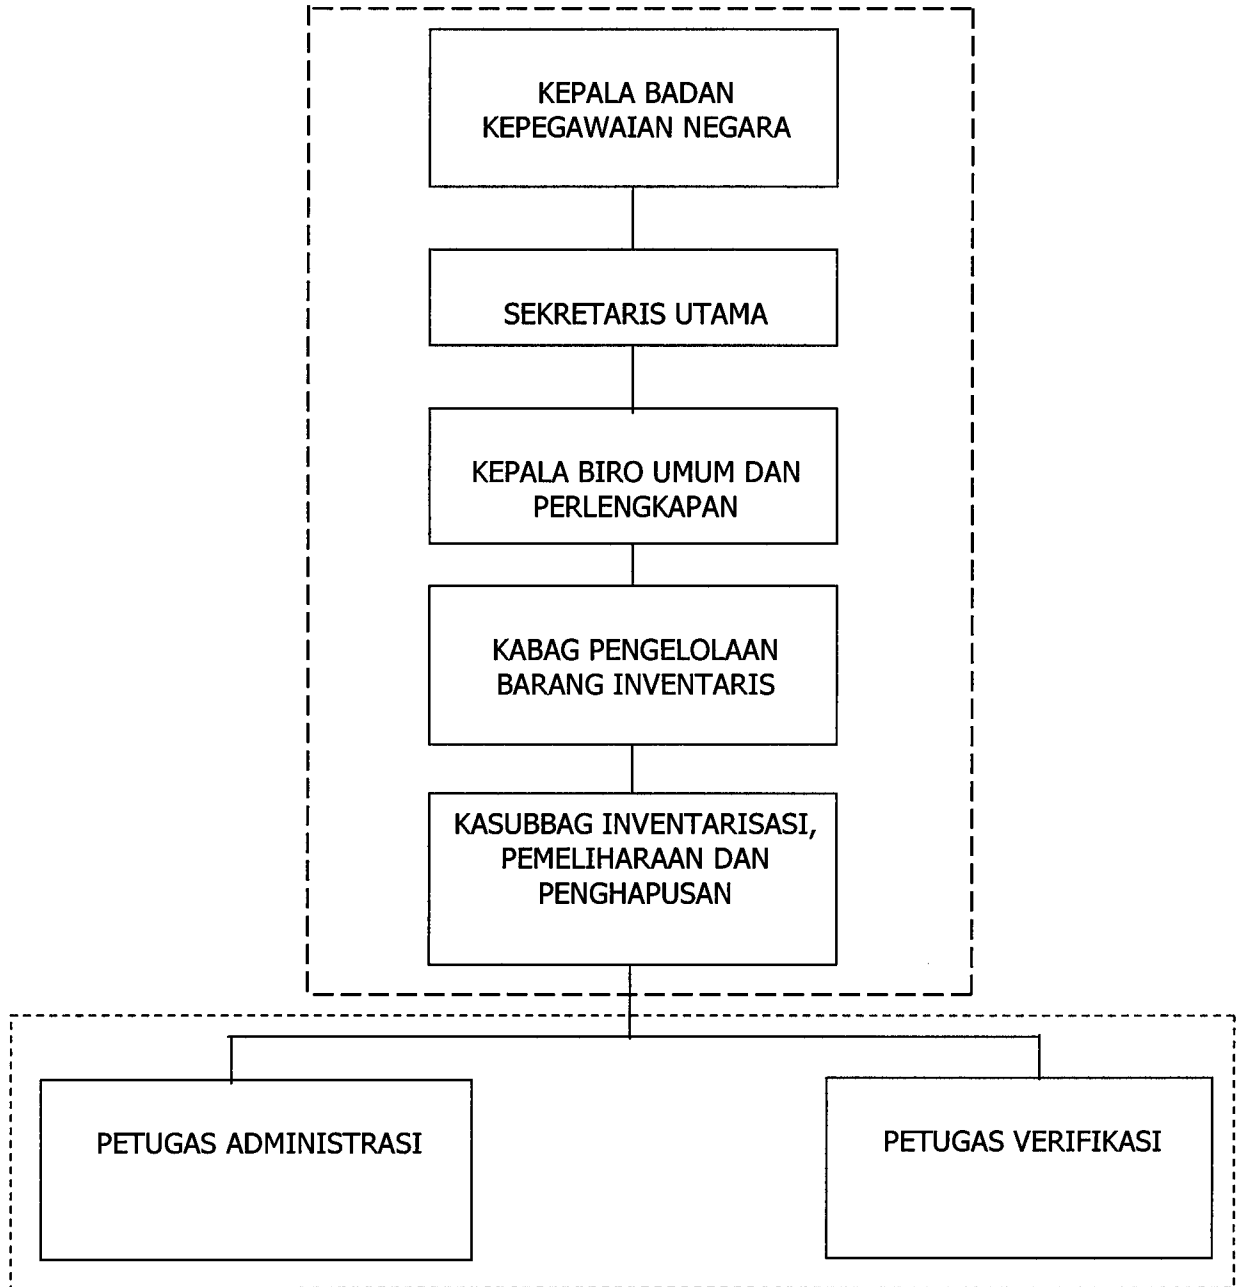 KEPALA BADAN
KEPEGAWAIAN NEGARA
SEKRETARIS UTAMA
KEPALA BIRO UMUM DAN
PERLENGKAPAN
KABAG PENGELOLAAN
BARANG INVENTARIS
KASUBBAG INVENTARISASI,
PEMELIHARAAN DAN
PENGHAPUSAN
PETUGAS ADMINISTRASI
PETUGAS VERIFIKASI